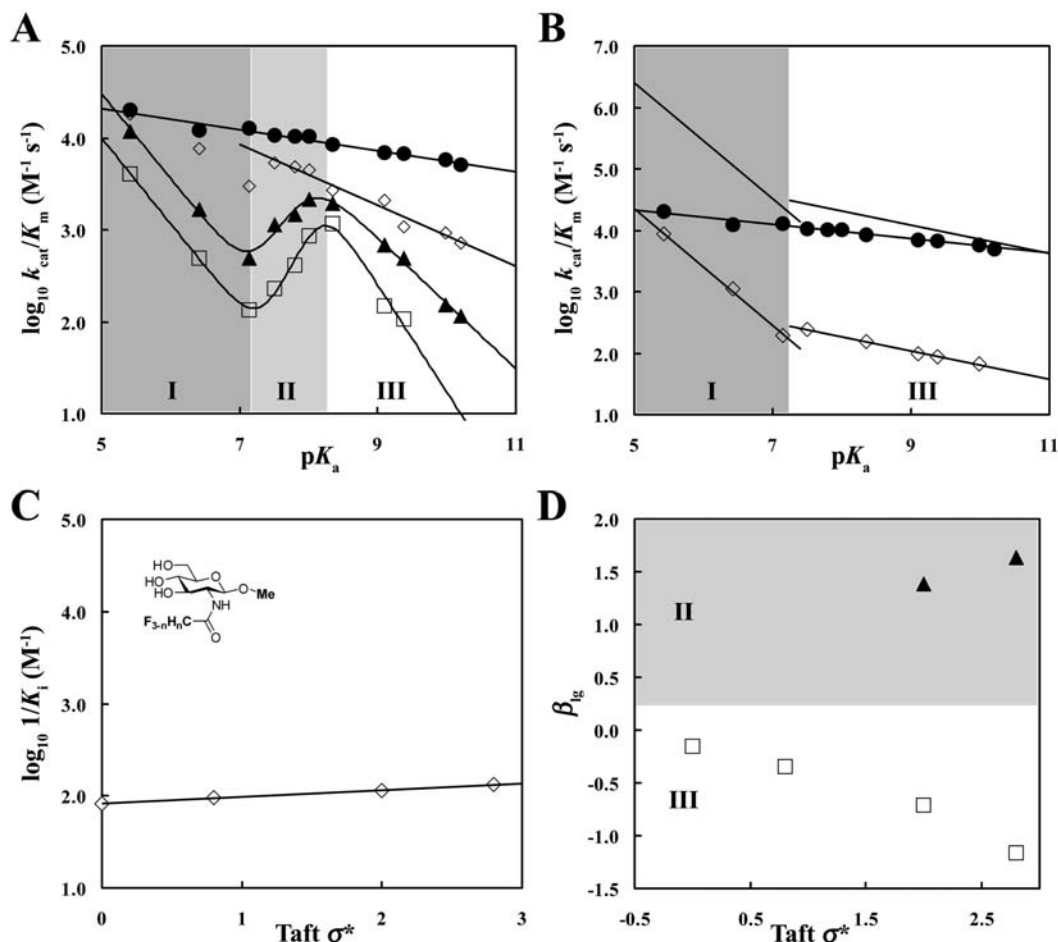 A
B
5.0
4.0
3.0
2.0
1.0
log10 kcat/Km (M-1 s-1)
I
II
III
5
7
9
11
pKa
7.0
6.0
5.0
4.0
3.0
2.0
1.0
log10 kcat/Km (M-1 s-1)
I
III
5
7
9
11
pKa
C
D
5.0
4.0
3.0
2.0
1.0
log10 1/Ki (M-1)
HO
O
HO
HO
O
Me
NH
F3-nHnC
O
0
1
2
3
Taft σ*
2.0
1.5
1.0
0.5
0.0
-0.5
-1.0
-1.5
βlg
II
III
-0.5
0.5
1.5
2.5
Taft σ*